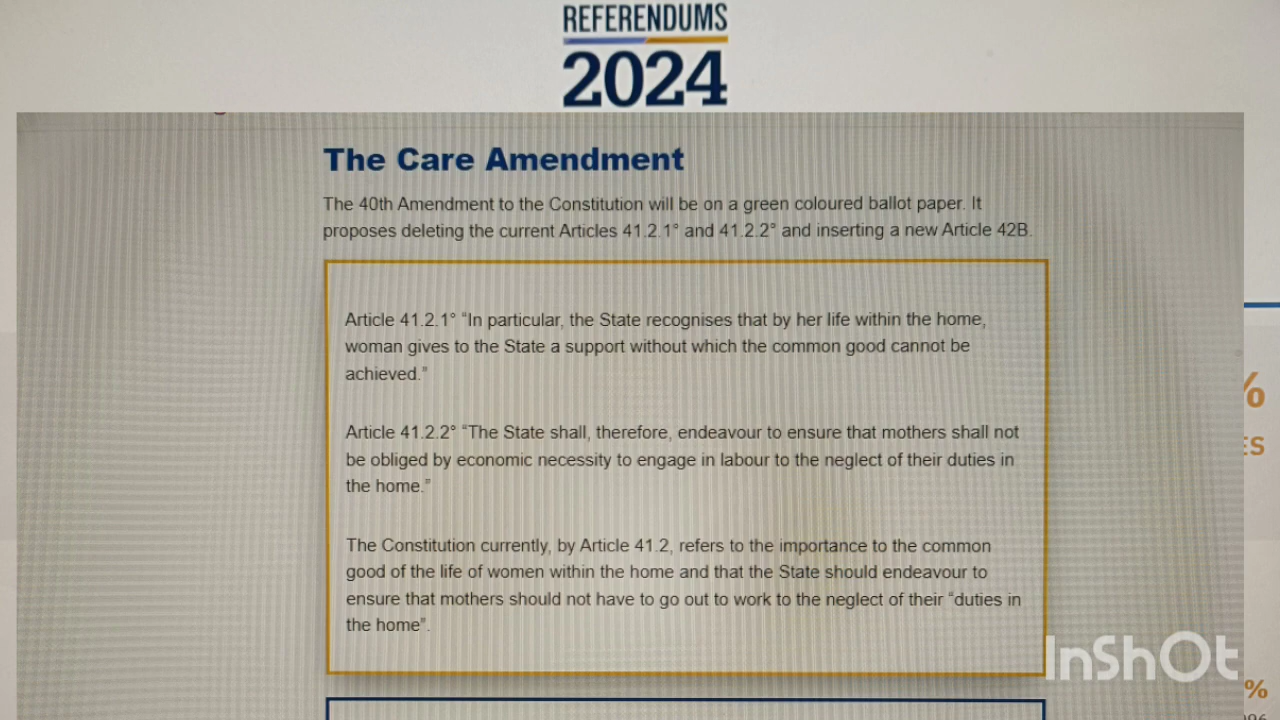 REFERENDUMS
2024
The Care Amendment
The 40th Amendment to the Constitution will be on a green coloured ballot paper. It
proposes deleting the current Articles 41.2.1° and 41.2.2° and inserting a new Article 42B.
Article 41.2.1° “In particular, the State recognises that by her life within the home,
woman gives to the State a support without which the common good cannot be
achieved.”
Article 41.2.2° “The State shall, therefore, endeavour to ensure that mothers shall not
be obliged by economic necessity to engage in labour to the neglect of their duties in
the home.”
The Constitution currently, by Article 41.2, refers to the importance to the common
good of the life of women within the home and that the State should endeavour to
ensure that mothers should not have to go out to work to the neglect of their “duties in
the home”.
%
ES
InShOt
%